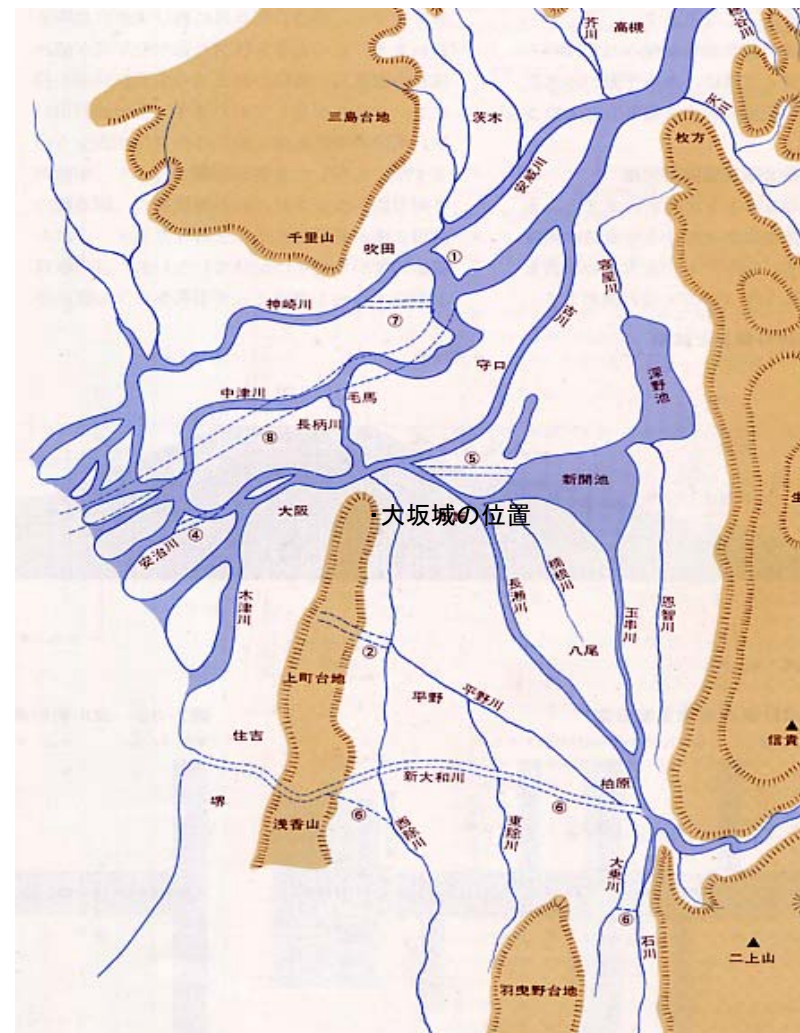 芥川
高槻
三島台地
茨木
天川
枚方
安威川
千里山
吹田
①
寝屋川
神崎川
⑦
古川
守口
深野池
中津川
毛馬
長柄川
⑧
⑤
新開池
生
大阪
・大坂城の位置
④
安治川
楠根川
長瀬川
木津川
玉串川
恩智川
八尾
②
上町台地
平野
平野川
住吉
信貴
新大和川
柏原
堺
⑥
⑥
浅香山
西除川
東除川
大乗川
⑥
石川
二上山
羽曳野台地